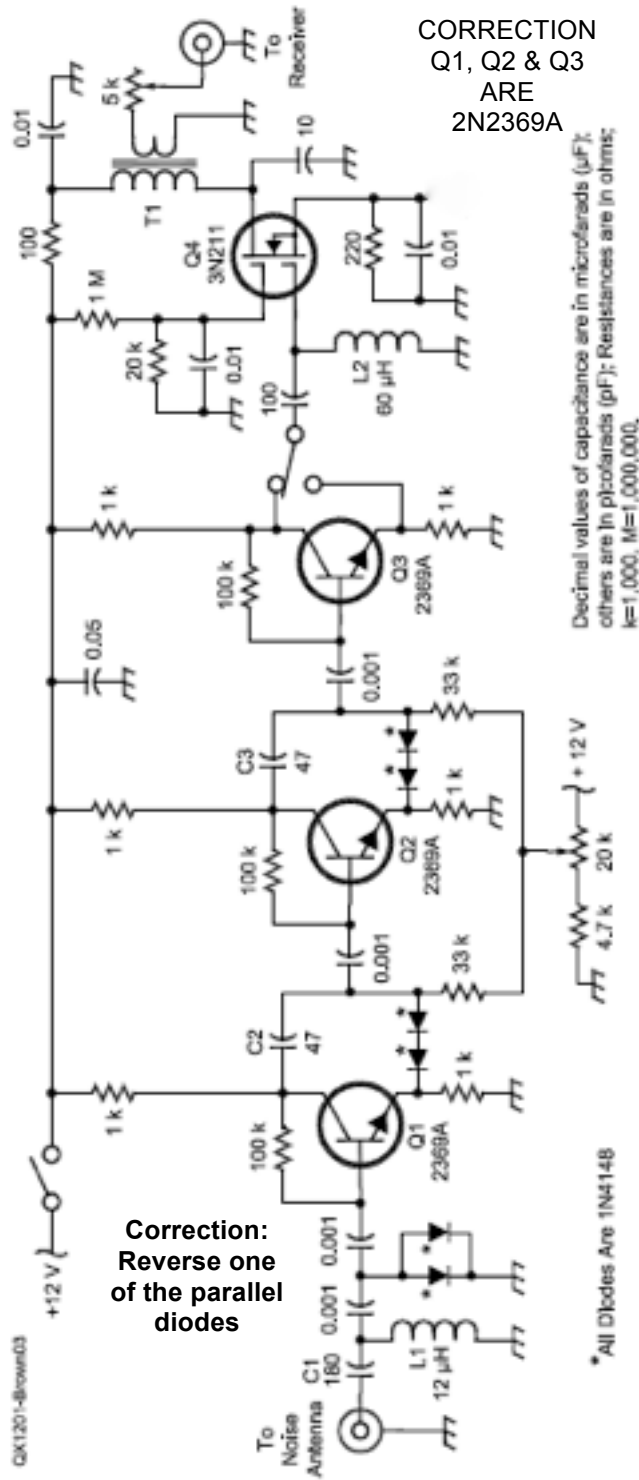 QX1201-Brown03
+12 V
0.05
100
0.01
1 k
1 k
1 k
1 M
T1
5 k
To
Receiver
CORRECTION
Q1, Q2 & Q3
ARE
2N2369A
Correction:
Reverse one
of the parallel
diodes
To
Noise
Antenna
C1
180
L1
12 µH
0.001
0.001
*
*
100 k
Q1
2369A
1 k
C2
47
*
*
33 k
0.001
100 k
Q2
2369A
1 k
C3
47
*
*
33 k
0.001
100 k
Q3
2369A
1 k
100
20 k
0.01
L2
60 µH
Q4
3N211
10
220
0.01
4.7 k
20 k
+ 12 V
*All Diodes Are 1N4148
Decimal values of capacitance are in microfarads (µF);
others are in picofarads (pF); Resistances are in ohms;
k=1,000, M=1,000,000.